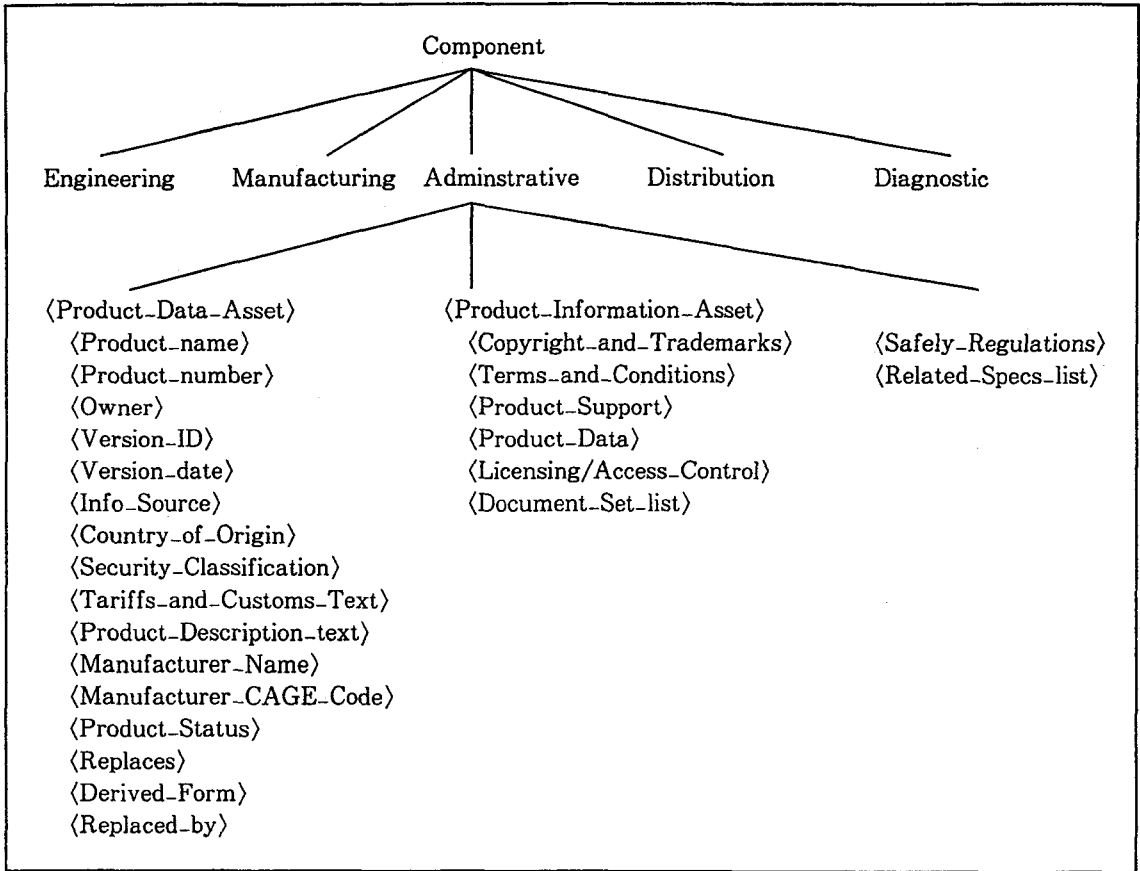 Component
Engineering Manufacturing Adminstrative Distribution Diagnostic
⟨Product_Data_Asset⟩
⟨Product_name⟩
⟨Product_number⟩
⟨Owner⟩
⟨Version_ID⟩
⟨Version_date⟩
⟨Info_Source⟩
⟨Country_of_Origin⟩
⟨Security_Classification⟩
⟨Tariffs_and_Customs_Text⟩
⟨Product_Description_text⟩
⟨Manufacturer_Name⟩
⟨Manufacturer_CAGE_Code⟩
⟨Product_Status⟩
⟨Replaces⟩
⟨Derived_Form⟩
⟨Replaced_by⟩
⟨Product_Information_Asset⟩
⟨Copyright_and_Trademarks⟩
⟨Terms_and_Conditions⟩
⟨Product_Support⟩
⟨Product_Data⟩
⟨Licensing/Access_Control⟩
⟨Document_Set_list⟩
⟨Safely_Regulations⟩
⟨Related_Specs_list⟩